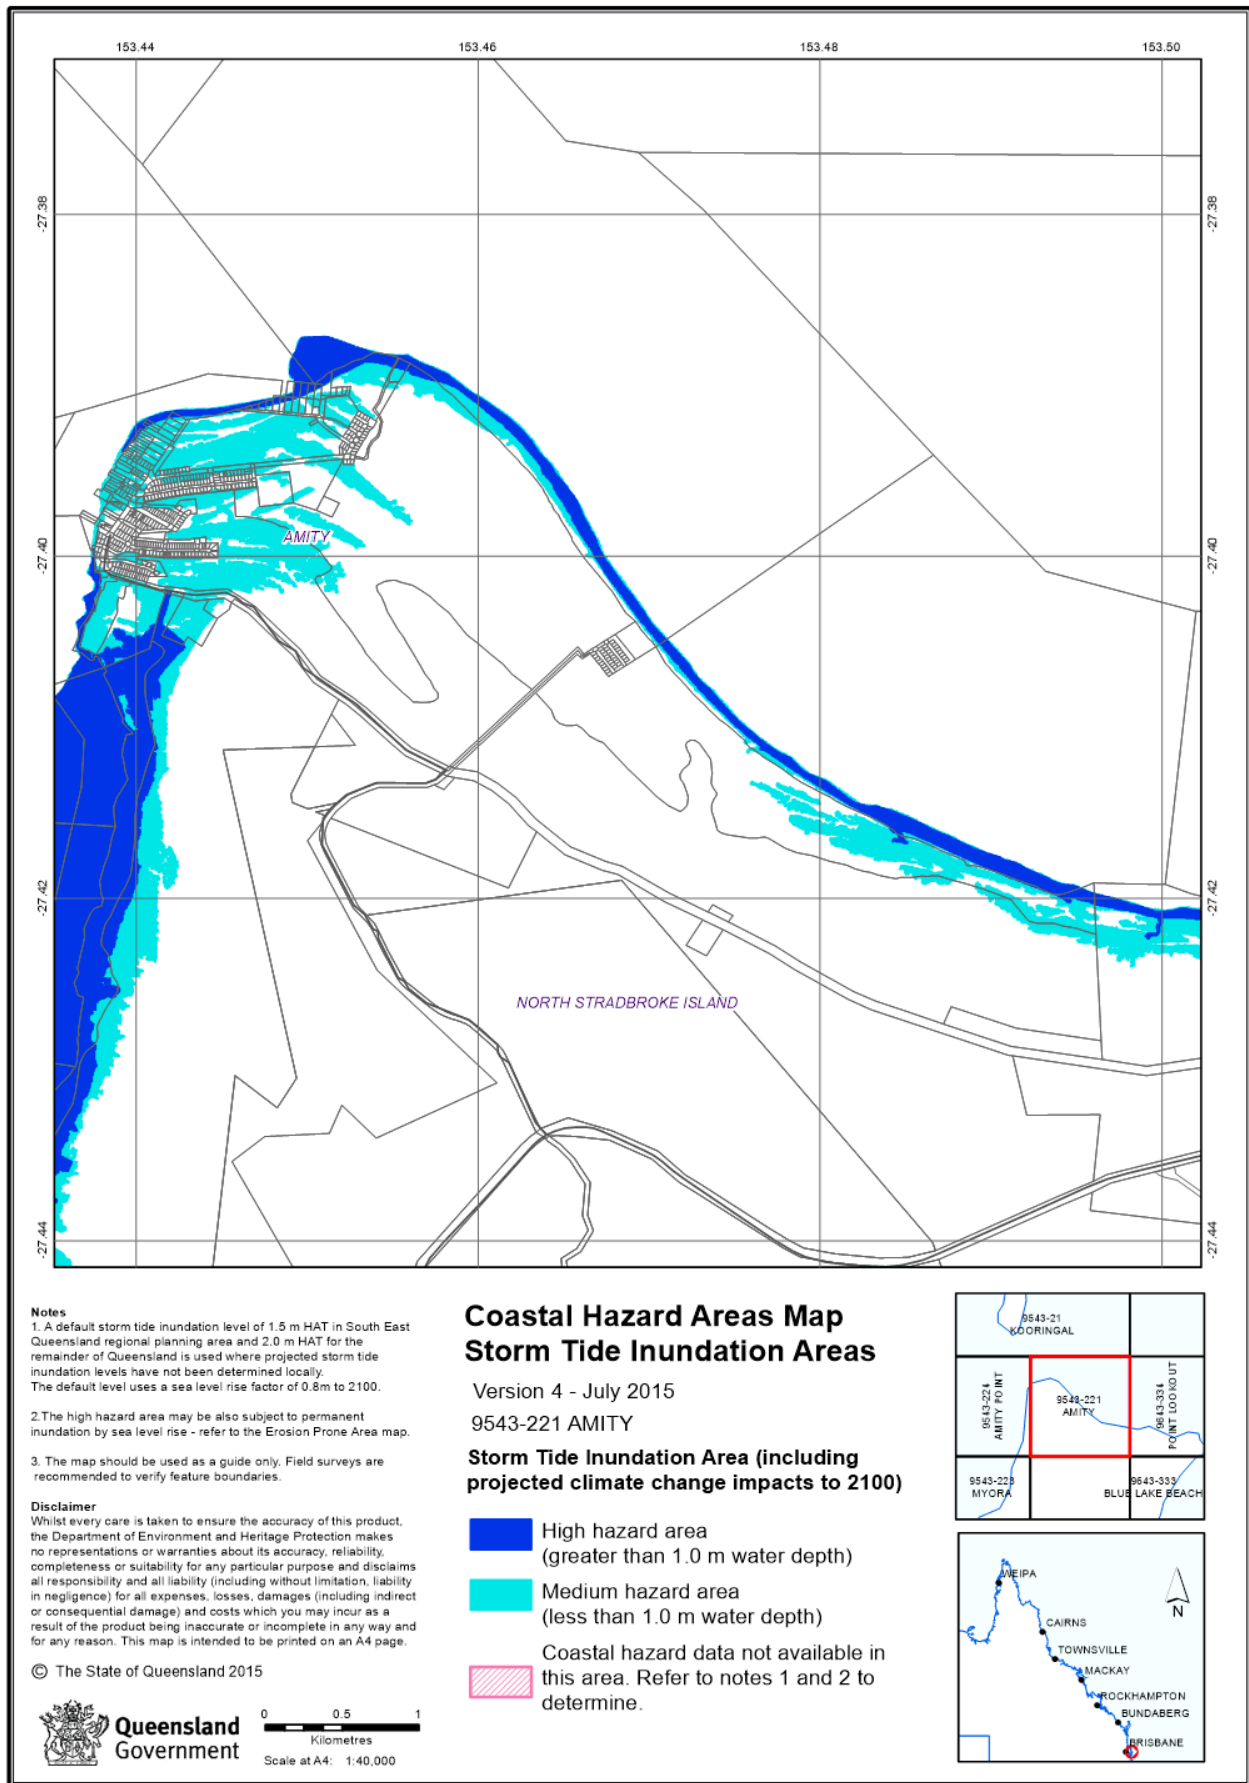 153.44
153.46
153.48
153.50
-27.38
-27.38
AMITY
-27.40
-27.40
-27.42
-27.42
NORTH STRADBROKE ISLAND
-27.44
-27.44
Notes
1. A default storm tide inundation level of 1.5 m HAT in South East
Queensland regional planning area and 2.0 m HAT for the
remainder of Queensland is used where projected storm tide
inundation levels have not been determined locally.
The default level uses a sea level rise factor of 0.8m to 2100.
2.The high hazard area may be also subject to permanent
inundation by sea level rise - refer to the Erosion Prone Area map.
3. The map should be used as a guide only. Field surveys are
recommended to verify feature boundaries.
Disclaimer
Whilst every care is taken to ensure the accuracy of this product,
the Department of Environment and Heritage Protection makes
no representations or warranties about its accuracy, reliability,
completeness or suitability for any particular purpose and disclaims
all responsibility and all liability (including without limitation, liability
in negligence) for all expenses, losses, damages (including indirect
or consequential damage) and costs which you may incur as a
result of the product being inaccurate or incomplete in any way and
for any reason. This map is intended to be printed on an A4 page.
© The State of Queensland 2015
Queensland
Government
0 0.5 1
Kilometres
Scale at A4: 1:40,000
Coastal Hazard Areas Map
Storm Tide Inundation Areas
Version 4 - July 2015
9543-221 AMITY
Storm Tide Inundation Area (including
projected climate change impacts to 2100)
High hazard area
(greater than 1.0 m water depth)
Medium hazard area
(less than 1.0 m water depth)
Coastal hazard data not available in
this area. Refer to notes 1 and 2 to
determine.
9543-21
KOORINGAL
9543-224
AMITY POINT
9543-221
AMITY
9643-334
POINT LOOKOUT
9543-223
MYORA
9543-333
BLUE LAKE BEACH
WEIPA
N
CAIRNS
TOWNSVILLE
MACKAY
ROCKHAMPTON
BUNDABERG
BRISBANE